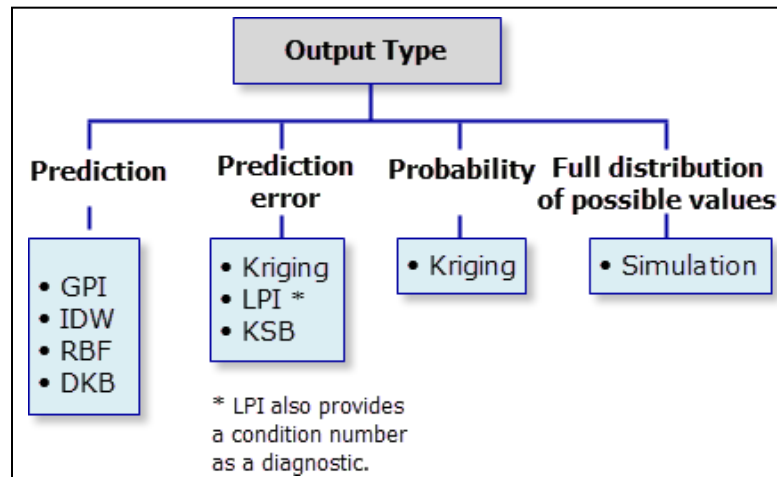 Output Type
Prediction
Prediction
error
Probability
Full distribution
of possible values
• GPI
• IDW
• RBF
• DKB
• Kriging
• LPI *
• KSB
• Kriging
• Simulation
* LPI also provides
a condition number
as a diagnostic.